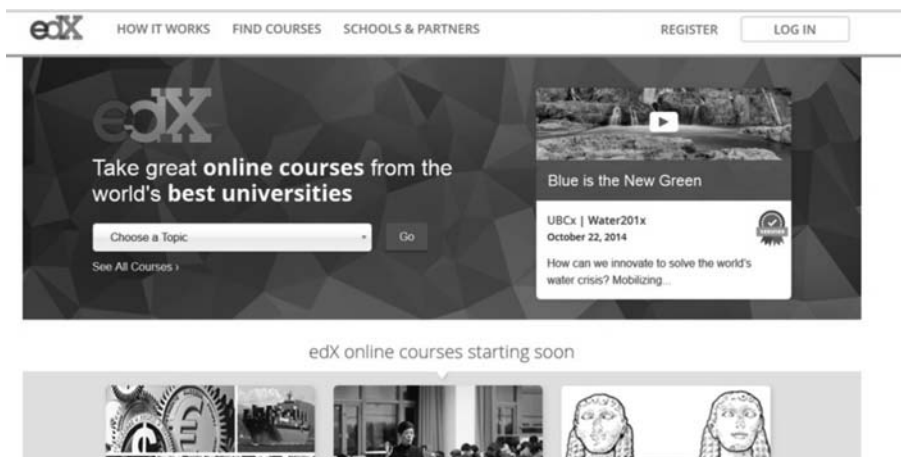 edX HOW IT WORKS FIND COURSES SCHOOLS & PARTNERS REGISTER LOG IN
edX
Take great online courses from the
world's best universities
Choose a Topic Go
See All Courses ›
Blue is the New Green
UBCx | Water201x
October 22, 2014
How can we innovate to solve the world's
water crisis? Mobilizing...
edX online courses starting soon